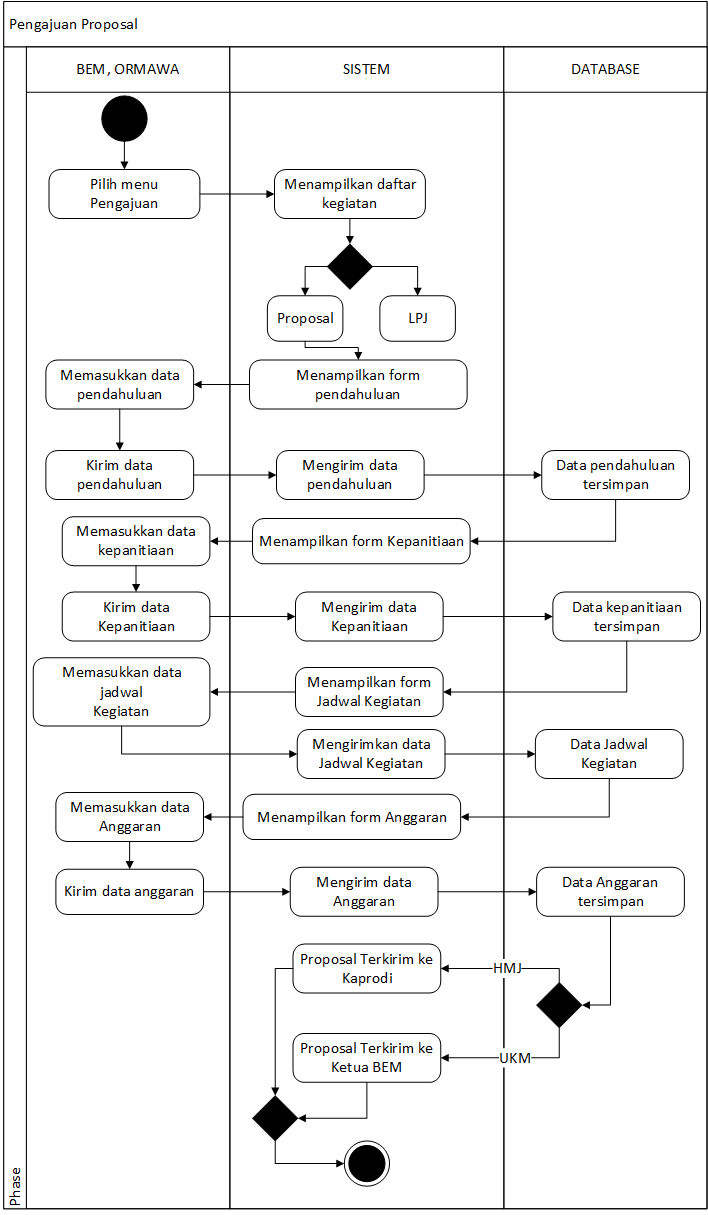 Pengajuan Proposal
BEM, ORMAWA
SISTEM
DATABASE
Pilih menu
Pengajuan
Menampilkan daftar
kegiatan
Proposal
LPJ
Menampilkan form
pendahuluan
Memasukkan data
pendahuluan
Kirim data
pendahuluan
Mengirim data
pendahuluan
Data pendahuluan
tersimpan
Menampilkan form Kepanitiaan
Memasukkan data
kepanitiaan
Kirim data
Kepanitiaan
Mengirim data
Kepanitiaan
Data kepanitiaan
tersimpan
Menampilkan form
Jadwal Kegiatan
Memasukkan data
jadwal
Kegiatan
Mengirimkan data
Jadwal Kegiatan
Data Jadwal
Kegiatan
Menampilkan form Anggaran
Memasukkan data
Anggaran
Kirim data anggaran
Mengirim data
Anggaran
Data Anggaran
tersimpan
HMJ
Proposal Terkirim ke
Kaprodi
UKM
Proposal Terkirim ke
Ketua BEM
Phase